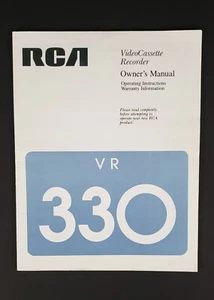 RCA
VideoCassette
Recorder
Owner's Manual
Operating Instructions
Warranty Information
Please read completely
before attempting to
operate your new RCA
product
VR
330